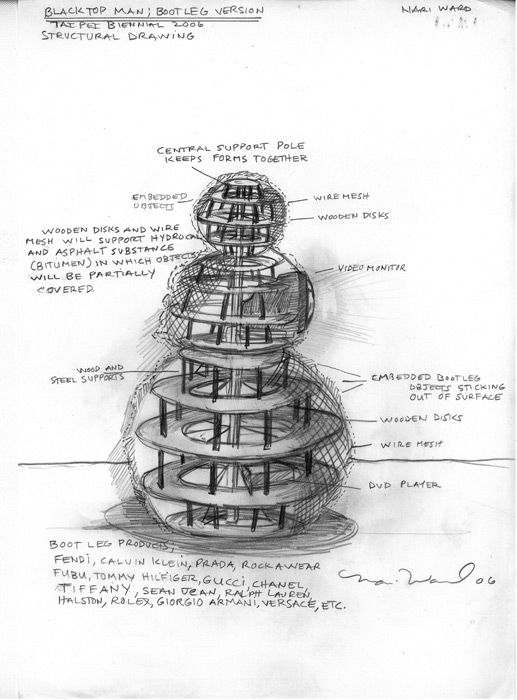 BLACKTOP MAN; BOOTLEG VERSION
TAIPEI BIENNIAL 2006
STRUCTURAL DRAWING
NARI WARD
CENTRAL SUPPORT POLE
KEEPS FORMS TOGETHER
EMBEDDED
OBJECTS
WIRE MESH
WOODEN DISKS
WOODEN DISKS AND WIRE
MESH WILL SUPPORT HYDROCAL
AND ASPHALT SUBSTANCE
(BITUMEN) IN WHICH OBJECTS
WILL BE PARTIALLY
COVERED.
VIDEO MONITOR
WOOD AND
STEEL SUPPORTS
EMBEDDED BOOTLEG
OBJECTS STICKING
OUT OF SURFACE
WOODEN DISKS
WIRE MESH
DVD PLAYER
BOOT LEG PRODUCTS;
FENDI, CALVIN KLEIN, PRADA, ROCKAWEAR
FUBU, TOMMY HILFIGER, GUCCI, CHANEL,
TIFFANY, SEAN JEAN, RALPH LAUREN,
HALSTON, ROLEX, GIORGIO ARMANI, VERSACE, ETC.
Nari Ward 06